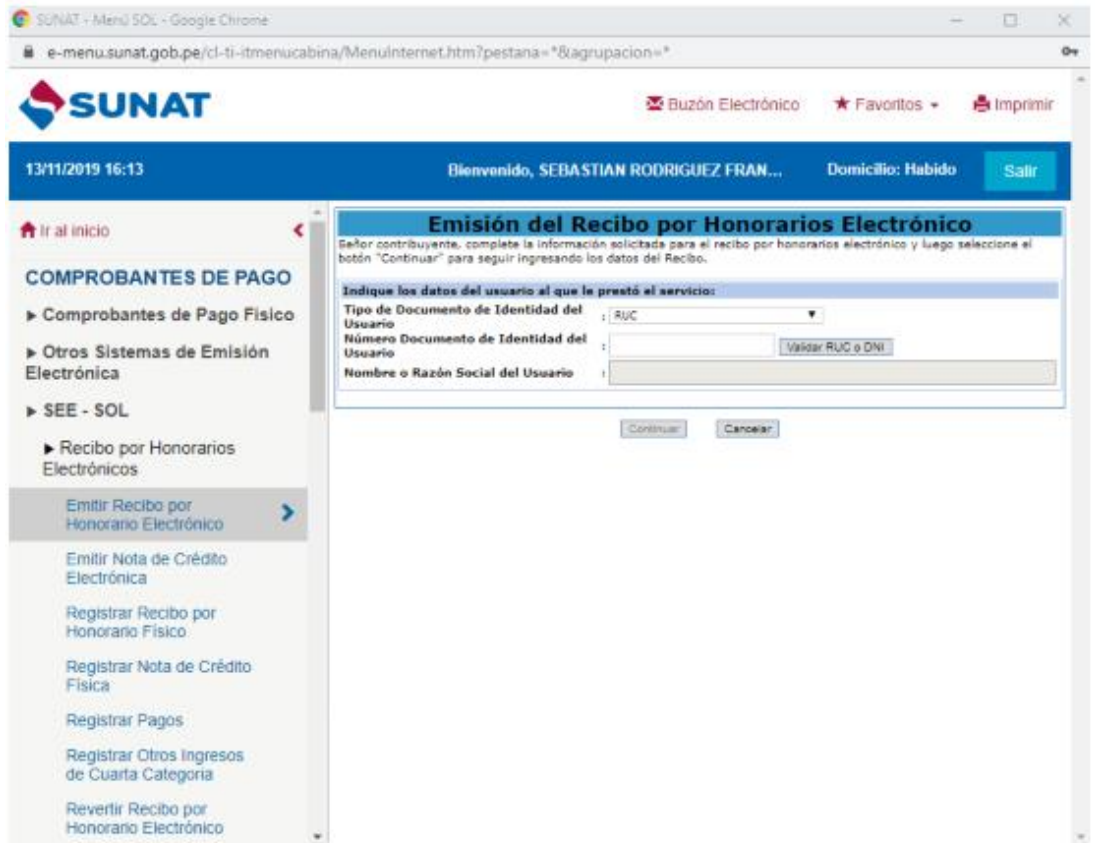 SUNAT - Menú SOL - Google Chrome
e-menu.sunat.gob.pe/cl-ti-itmenucabina/MenuInternet.htm?pestana=*&agrupacion=*
SUNAT
Buzón Electrónico
Favoritos
Imprimir
13/11/2019 16:13
Bienvenido, SEBASTIAN RODRIGUEZ FRAN...
Domicilio: Habido
Salir
Ir al inicio
COMPROBANTES DE PAGO
Comprobantes de Pago Fisico
Otros Sistemas de Emisión
Electrónica
SEE - SOL
Recibo por Honorarios
Electrónicos
Emitir Recibo por
Honorario Electrónico
Emitir Nota de Crédito
Electrónica
Registrar Recibo por
Honorario Físico
Registrar Nota de Crédito
Física
Registrar Pagos
Registrar Otros Ingresos
de Cuarta Categoria
Revertir Recibo por
Honorario Electrónico
Emisión del Recibo por Honorarios Electrónico
Señor contribuyente, complete la información solicitada para el recibo por honorarios electrónico y luego seleccione el
botón "Continuar" para seguir ingresando los datos del Recibo.
Indique los datos del usuario al que le prestó el servicio:
Tipo de Documento de Identidad del
Usuario
: RUC
Número Documento de Identidad del
Usuario
:
Validar RUC o DNI
Nombre o Razón Social del Usuario :
Continuar
Cancelar